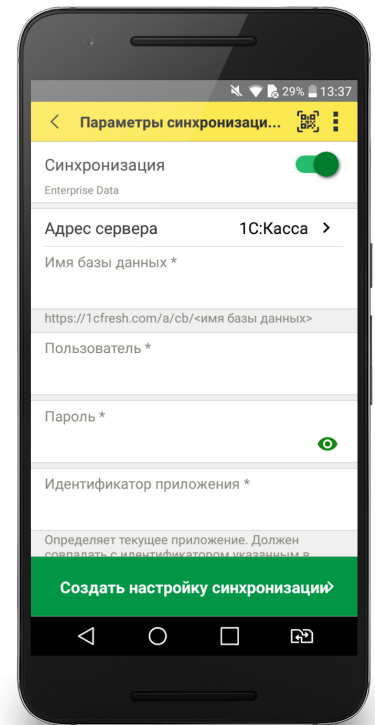 29% 13:37
Параметры синхронизаци...
Синхронизация
Enterprise Data
Адрес сервера 1С:Касса
Имя базы данных *
https://1cfresh.com/a/cb/<имя базы данных>
Пользователь *
Пароль *
Идентификатор приложения *
Определяет текущее приложение. Должен
совпадать с идентификатором указанным в
Создать настройку синхронизации